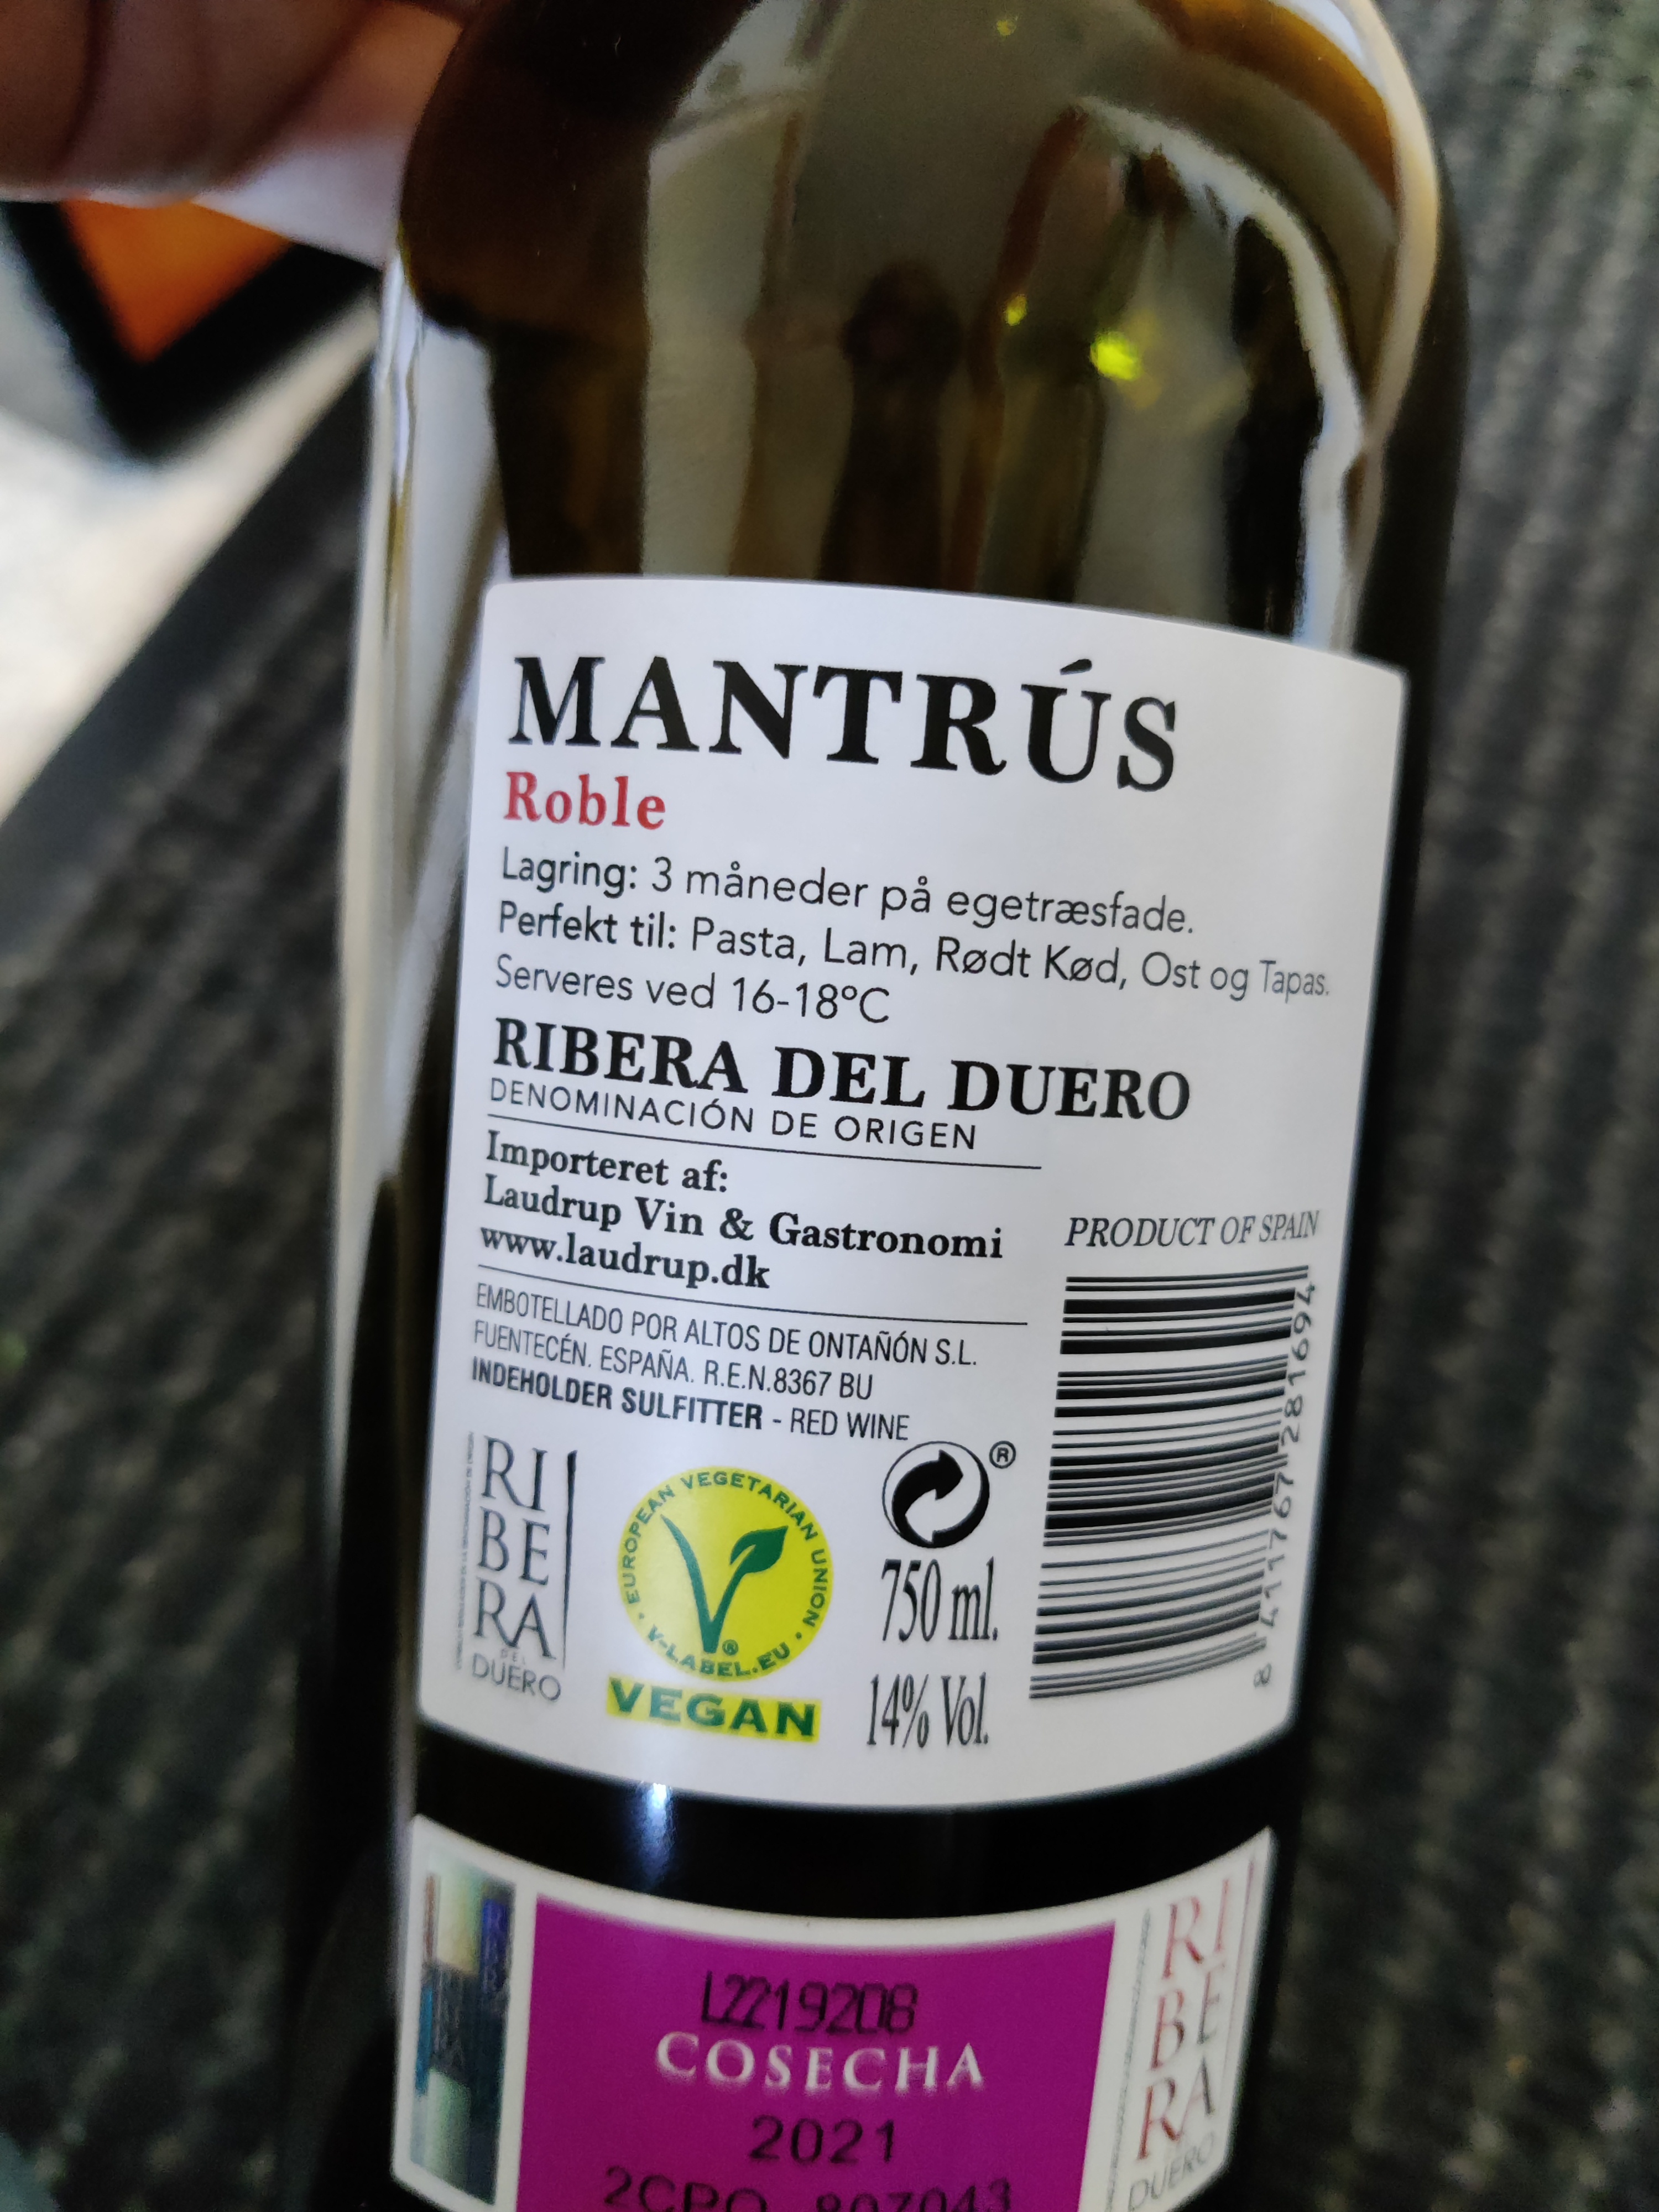 MANTRÚS
Roble
Lagring: 3 måneder på egetræsfade.
Perfekt til: Pasta, Lam, Rødt Kød, Ost og Tapas.
Serveres ved 16-18°C
RIBERA DEL DUERO
DENOMINACIÓN DE ORIGEN
Importeret af:
Laudrup Vin & Gastronomi
www.laudrup.dk
PRODUCT OF SPAIN
EMBOTELLADO POR ALTOS DE ONTAÑÓN S.L.
FUENTECÉN. ESPAÑA. R.E.N.8367 BU
INDEHOLDER SULFITTER - RED WINE
8 411767 281694
RI
BE
RA
DEL
DUERO
EUROPEAN VEGETARIAN UNION
V-LABEL.EU
®
VEGAN
®
750 ml.
14% Vol.
L2219208
COSECHA
2021
2CPO 807043
RI
BE
RA
DUERO